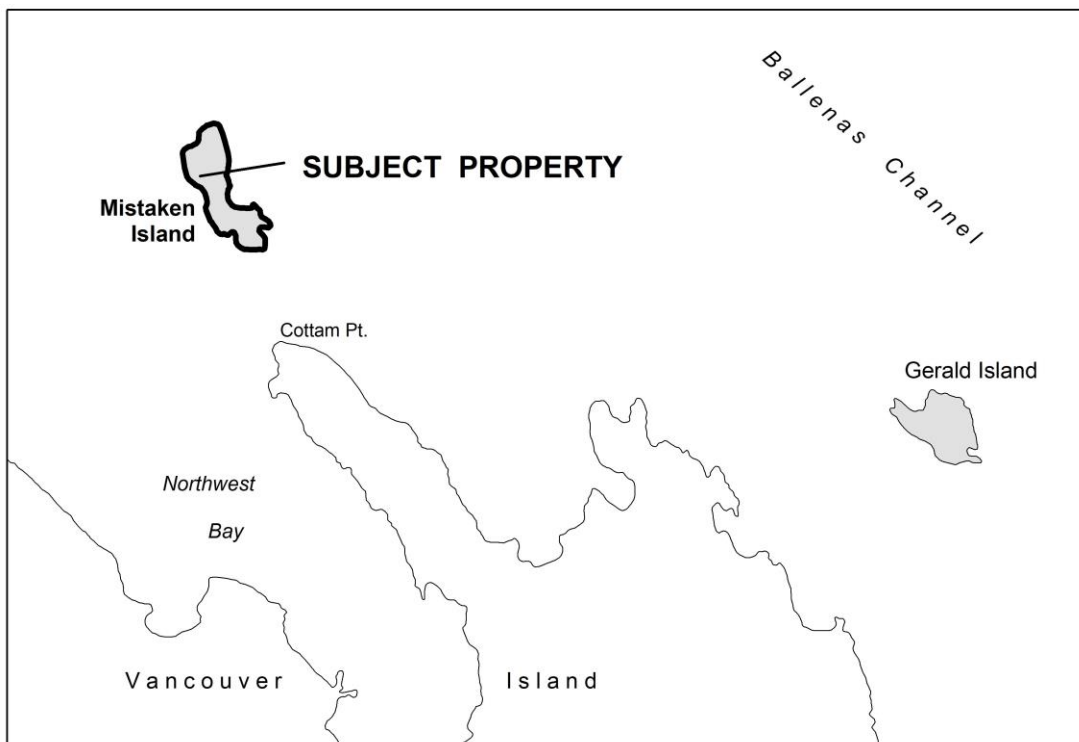 Ballenas Channel
SUBJECT PROPERTY
Mistaken
Island
Cottam Pt.
Gerald Island
Northwest
Bay
Vancouver Island